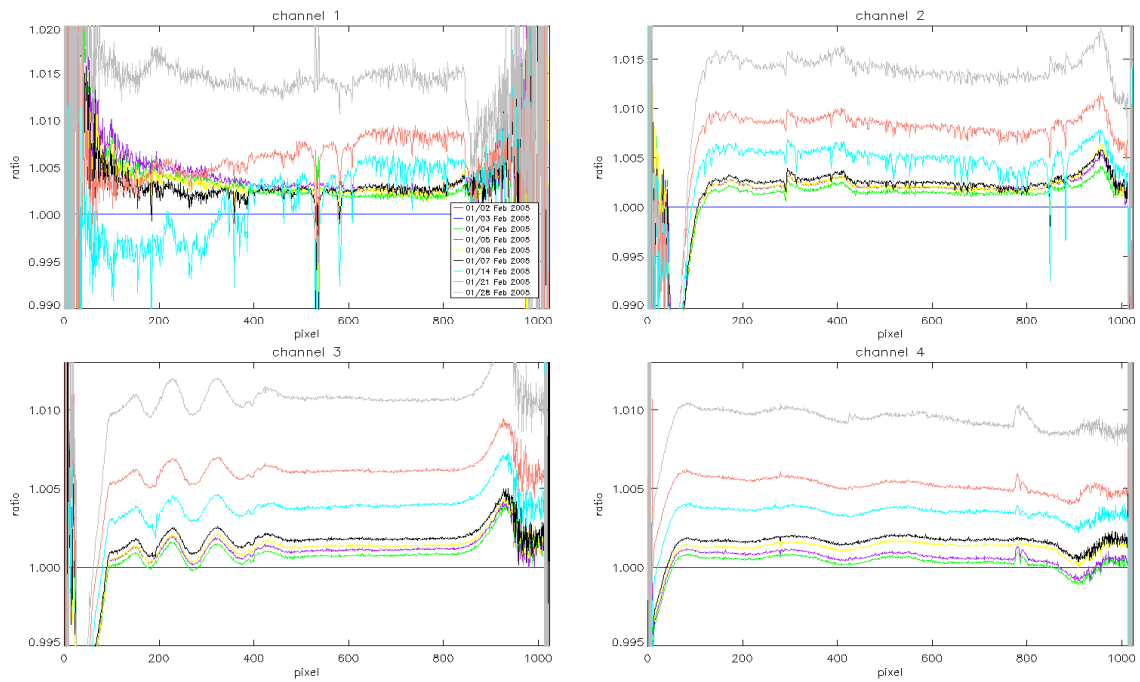 channel 1
1.020
1.015
1.010
1.005
1.000
0.995
0.990
ratio
0 200 400 600 800 1000
pixel
01/02 Feb 2005
01/03 Feb 2005
01/04 Feb 2005
01/05 Feb 2005
01/06 Feb 2005
01/07 Feb 2005
01/14 Feb 2005
01/21 Feb 2005
01/28 Feb 2005
channel 2
1.015
1.010
1.005
1.000
0.995
0.990
ratio
0 200 400 600 800 1000
pixel
channel 3
1.010
1.005
1.000
0.995
ratio
0 200 400 600 800 1000
pixel
channel 4
1.010
1.005
1.000
0.995
ratio
0 200 400 600 800 1000
pixel